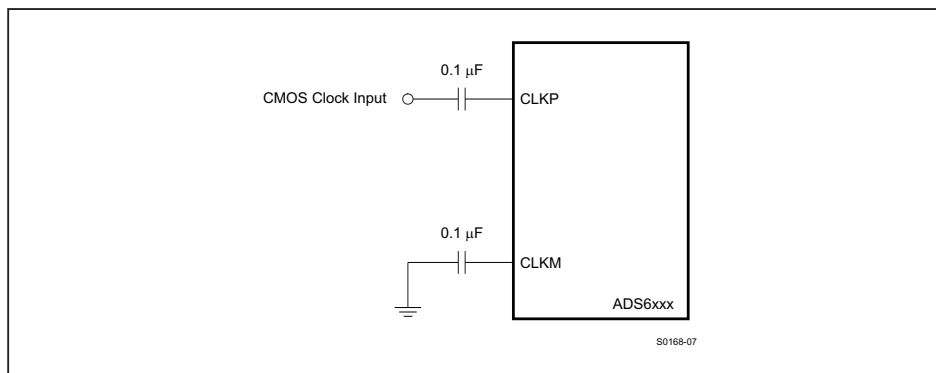 0.1 μF
CMOS Clock Input
CLKP
0.1 μF
CLKM
ADS6xxx
S0168-07